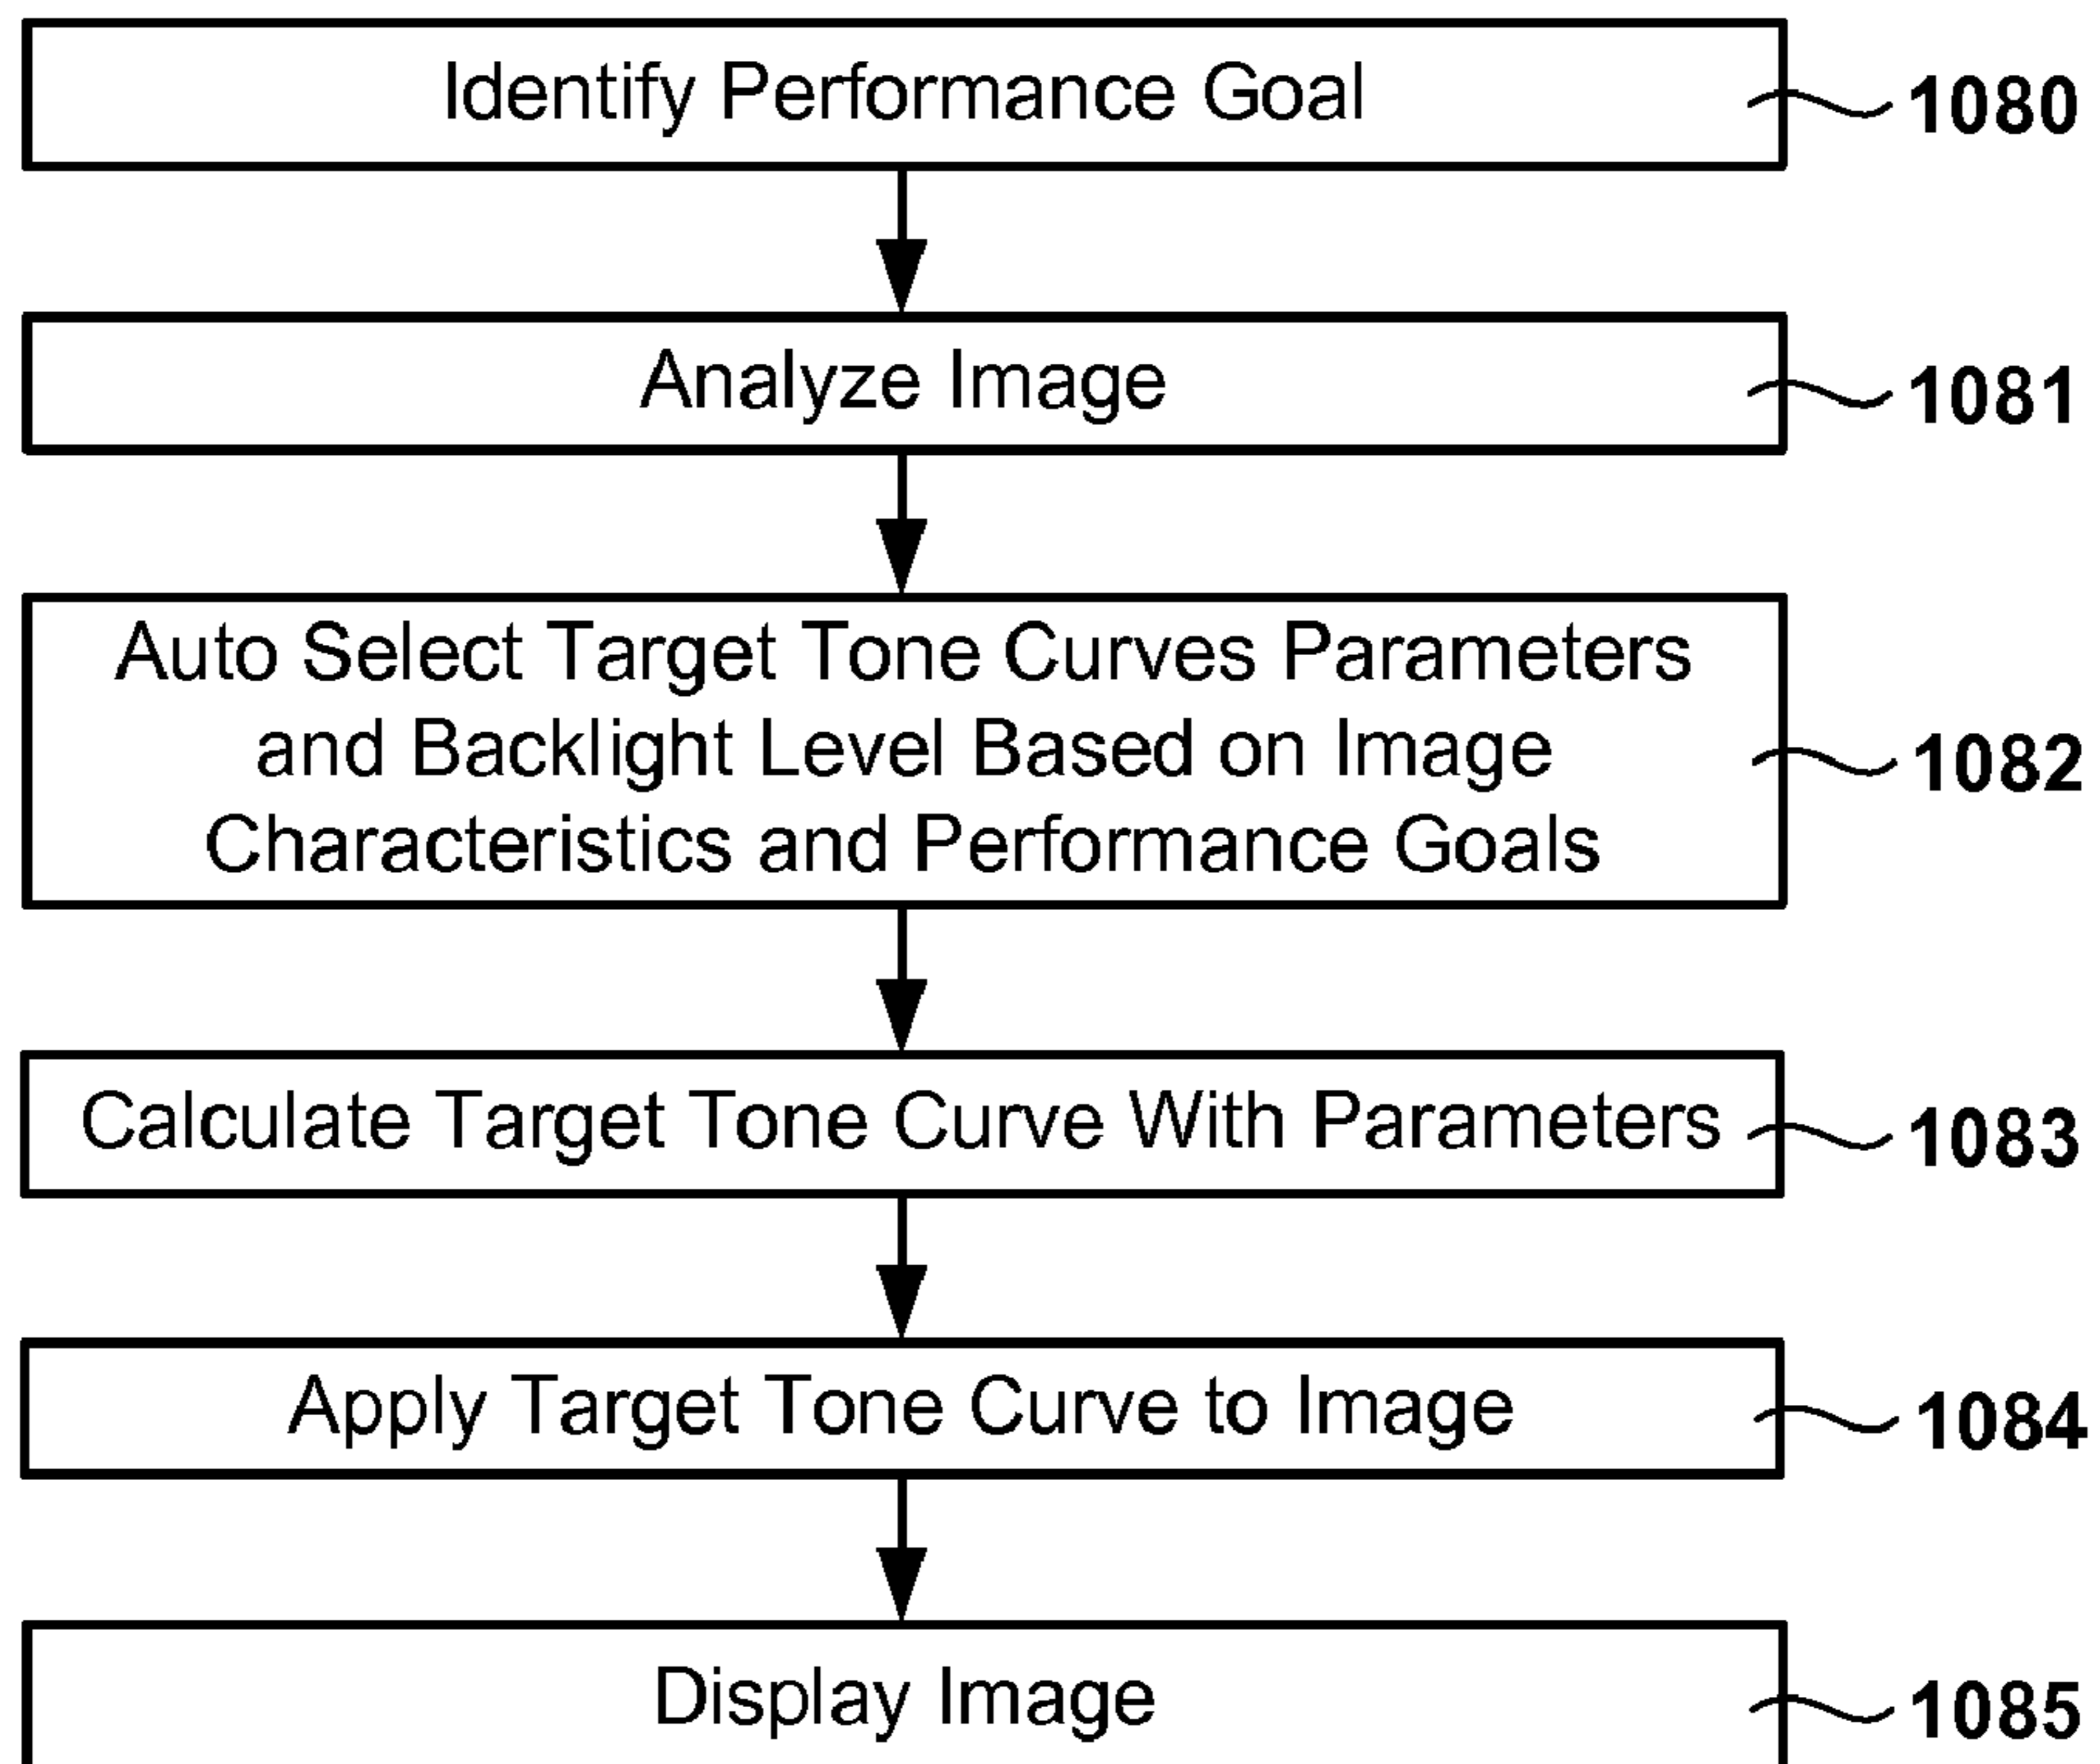 Identify Performance Goal
1080
Analyze Image
1081
Auto Select Target Tone Curves Parameters
and Backlight Level Based on Image
Characteristics and Performance Goals
1082
Calculate Target Tone Curve With Parameters
1083
Apply Target Tone Curve to Image
1084
Display Image
1085